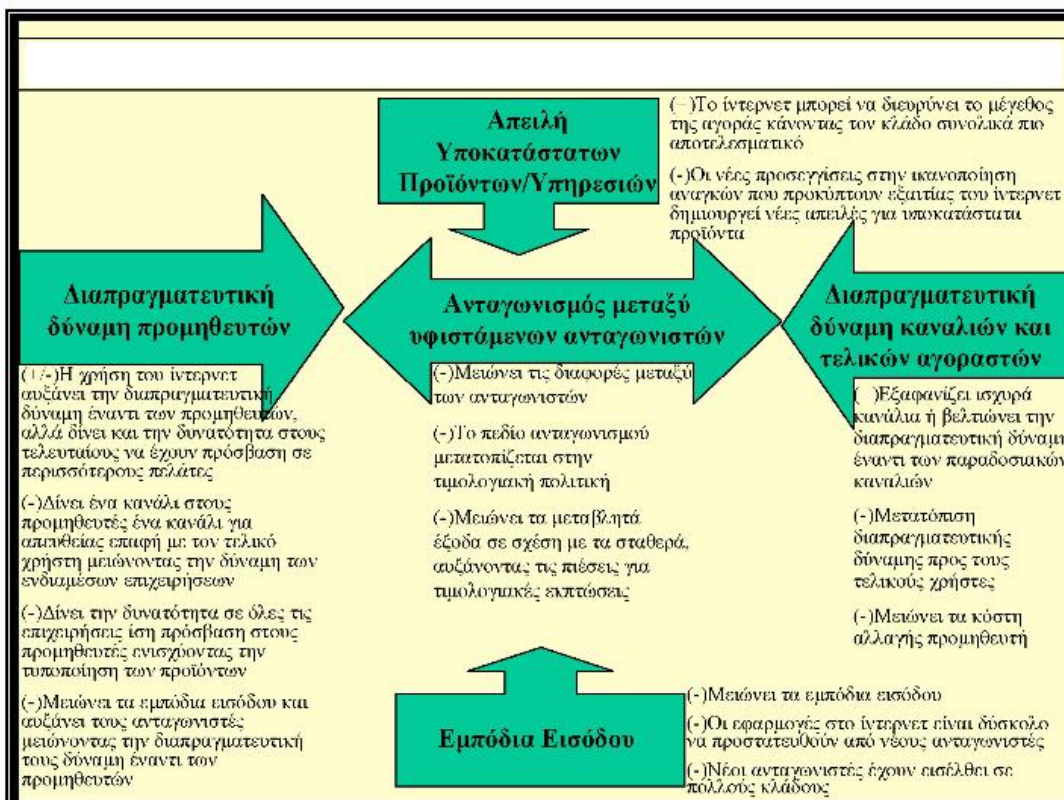 Απειλή
Υποκατάστατων
Προϊόντων/Υπηρεσιών
(+)Το ίντερνετ μπορεί να διευρύνει το μέγεθος
της αγοράς κάνοντας τον κλάδο συνολικά πιο
αποτελεσματικό
(-)Οι νέες προσεγγίσεις στην ικανοποίηση
αναγκών που προκύπτουν εξαιτίας του ίντερνετ
δημιουργεί νέες απειλές για υποκατάστατα
προϊόντα
Διαπραγματευτική
δύναμη προμηθευτών
(+/-)Η χρήση του ίντερνετ
αυξάνει την διαπραγματευτική
δύναμη έναντι των προμηθευτών,
αλλά δίνει και την δυνατότητα στους
τελευταίους να έχουν πρόσβαση σε
περισσότερους πελάτες
(-)Δίνει ένα κανάλι στους
προμηθευτές ένα κανάλι για
απευθείας επαφή με τον τελικό
χρήστη μειώνοντας την δύναμη των
ενδιαμέσων επιχειρήσεων
(-)Δίνει την δυνατότητα σε όλες τις
επιχειρήσεις ίση πρόσβαση στους
προμηθευτές ενισχύοντας την
τυποποίηση των προϊόντων
(-)Μειώνει τα εμπόδια εισόδου και
αυξάνει τους ανταγωνιστές
μειώνοντας την διαπραγματευτική
τους δύναμη έναντι των
προμηθευτών
Ανταγωνισμός μεταξύ
υφιστάμενων ανταγωνιστών
(-)Μειώνει τις διαφορές μεταξύ
των ανταγωνιστών
(-)Το πεδίο ανταγωνισμού
μετατοπίζεται στην
τιμολογιακή πολιτική
(-)Μειώνει τα μεταβλητά
έξοδα σε σχέση με τα σταθερά,
αυξάνοντας τις πιέσεις για
τιμολογιακές εκπτώσεις
Διαπραγματευτική
δύναμη καναλιών και
τελικών αγοραστών
( )Εξαφανίζει ισχυρά
κανάλια ή βελτιώνει την
διαπραγματευτική δύναμη
έναντι των παραδοσιακών
καναλιών
(-)Μετατόπιση
διαπραγματευτικής
δύναμης προς τους
τελικούς χρήστες
(-)Μειώνει τα κόστη
αλλαγής προμηθευτή
Εμπόδια Εισόδου
(-)Μειώνει τα εμπόδια εισόδου
(-)Οι εφαρμογές στο ίντερνετ είναι δύσκολο
να προστατευθούν από νέους ανταγωνιστές
(-)Νέοι ανταγωνιστές έχουν εισέλθει σε
πολλούς κλάδους